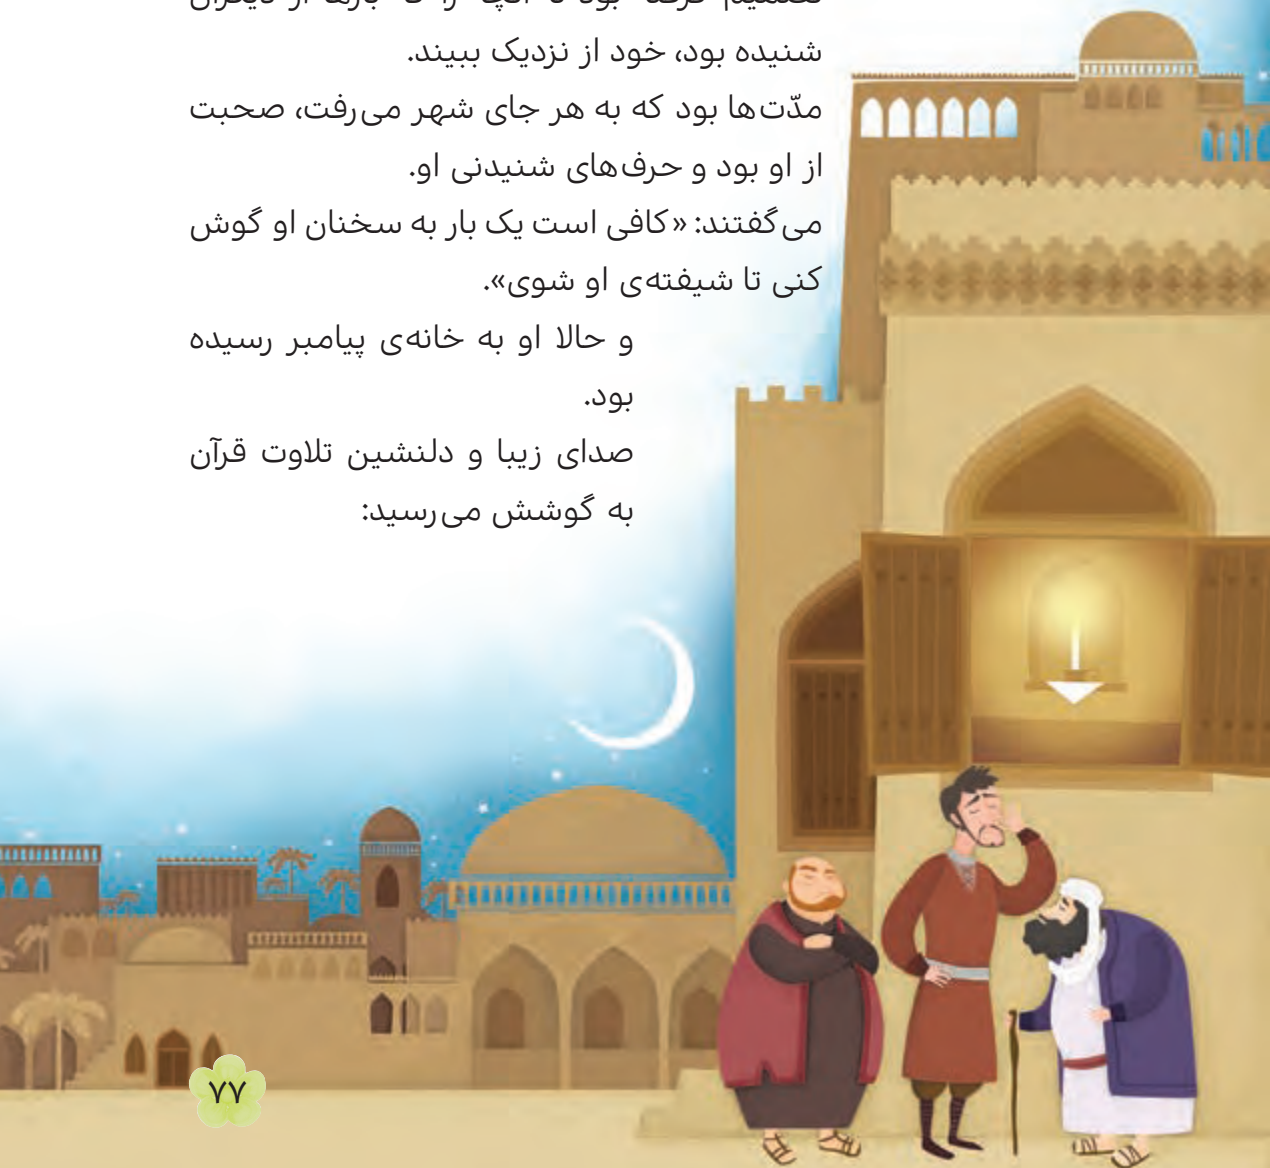 شنیده بود، خود از نزدیک ببیند.
مدّت‌ها بود که به هر جای شهر می‌رفت، صحبت
از او بود و حرف‌های شنیدنی او.
می‌گفتند: «کافی است یک بار به سخنان او گوش
کنی تا شیفته‌ی او شوی».
و حالا او به خانه‌ی پیامبر رسیده
بود.
صدای زیبا و دلنشین تلاوت قرآن
به گوشش می‌رسید:
۷۷